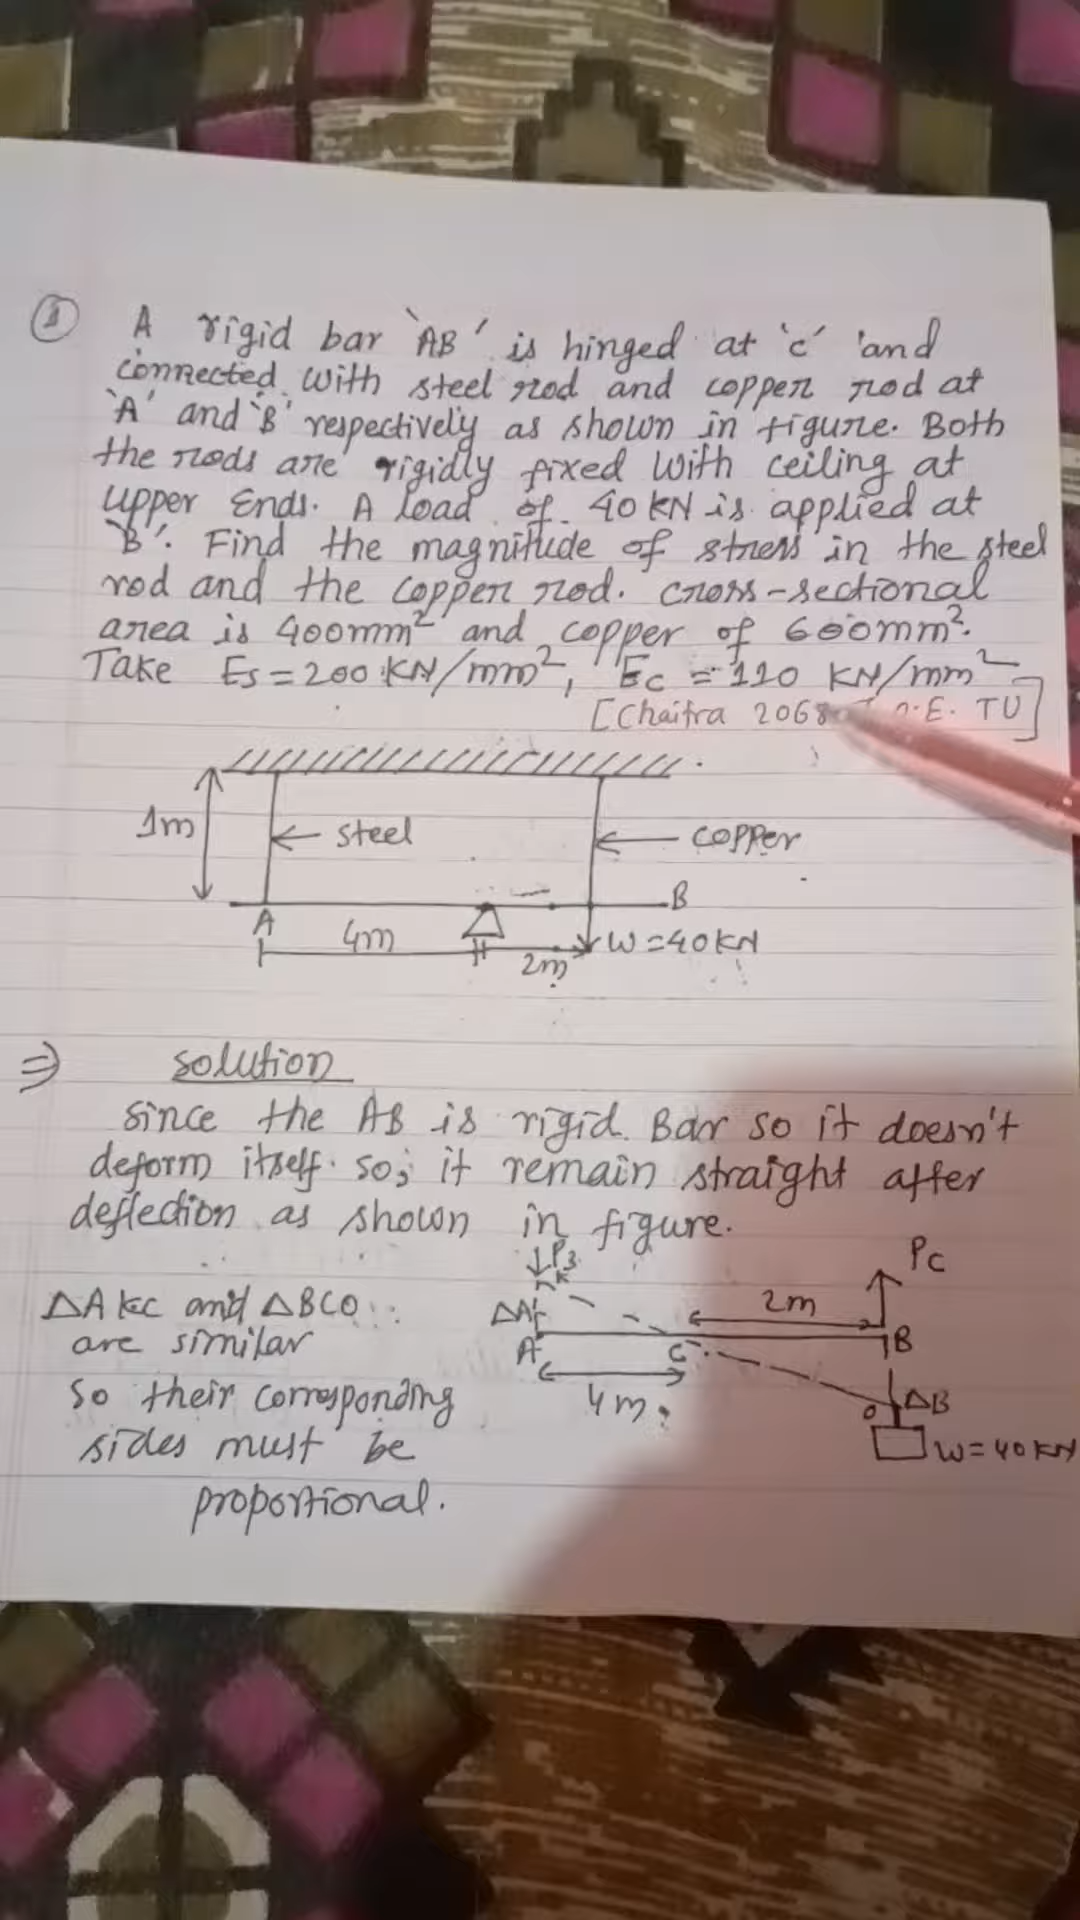 1 A rigid bar `AB´ is hinged at `c´ 'and
connected with steel rod and copper rod at
`A´ and `B' respectively as shown in figure. Both
the rods are rigidly fixed with ceiling at
upper Ends. A load of 40 KN is applied at
`B´. Find the magnitude of stress in the steel
rod and the copper rod. cross-sectional
area is 400mm² and copper of 600mm².
Take Es = 200 KN/mm², Ec = 110 KN/mm²
[Chaitra 2068 E. TU]
1m
steel
copper
A
B
4m
2m
W = 40KN
⇒ solution
Since the AB is rigid Bar so it doesn't
deform itself. so; it remain straight after
deflection as shown in figure.
↓P3
Pc
∆AKC and ∆BCO
are similar
so their corresponding
sides must be
proportional.
∆A
A
C
2m
B
4m
O
∆B
W = 40KN